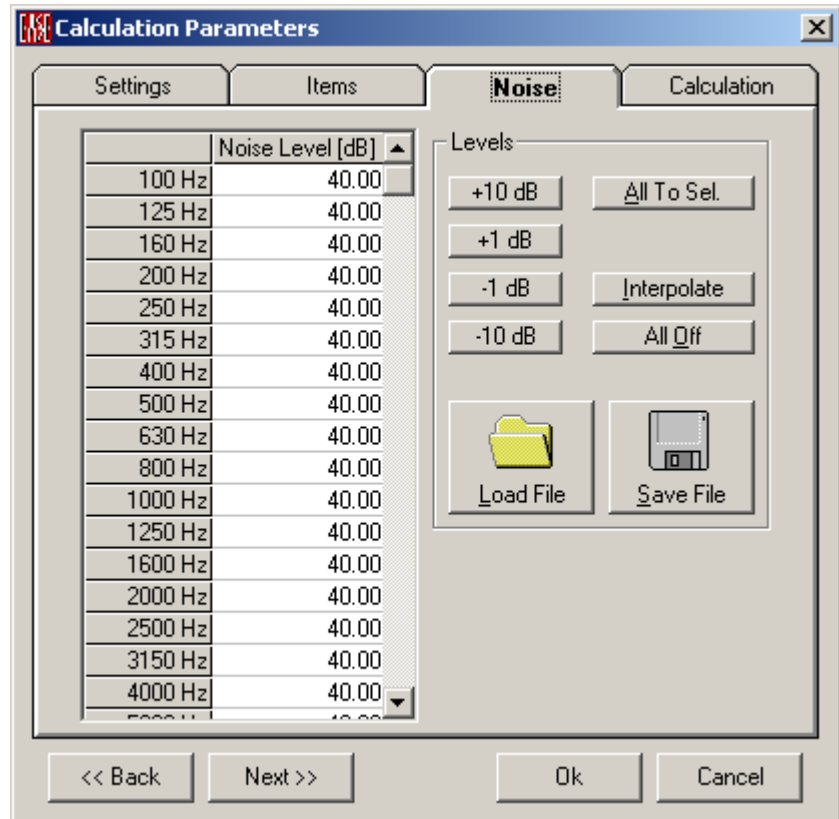 EASE
Calculation Parameters
Settings Items Noise Calculation
Noise Level [dB]
100 Hz 40.00
125 Hz 40.00
160 Hz 40.00
200 Hz 40.00
250 Hz 40.00
315 Hz 40.00
400 Hz 40.00
500 Hz 40.00
630 Hz 40.00
800 Hz 40.00
1000 Hz 40.00
1250 Hz 40.00
1600 Hz 40.00
2000 Hz 40.00
2500 Hz 40.00
3150 Hz 40.00
4000 Hz 40.00
Levels
+10 dB All To Sel.
+1 dB
-1 dB Interpolate
-10 dB All Off
Load File Save File
<< Back Next >> Ok Cancel